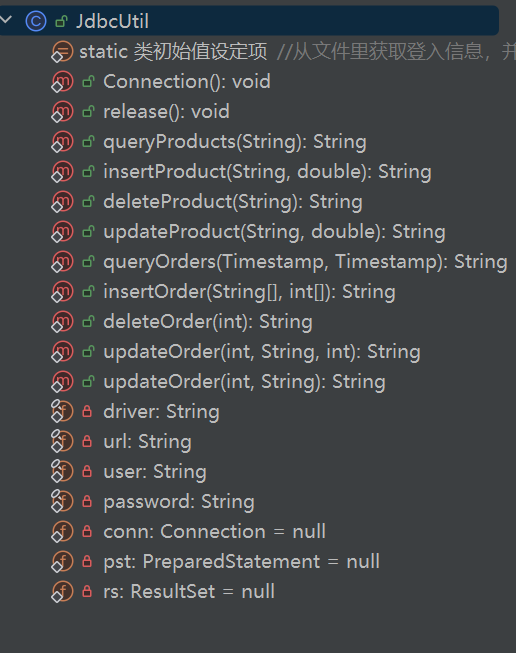 JdbcUtil
static 类初始值设定项 //从文件里获取登入信息，并
Connection(): void
release(): void
queryProducts(String): String
insertProduct(String, double): String
deleteProduct(String): String
updateProduct(String, double): String
queryOrders(Timestamp, Timestamp): String
insertOrder(String[], int[]): String
deleteOrder(int): String
updateOrder(int, String, int): String
updateOrder(int, String): String
driver: String
url: String
user: String
password: String
conn: Connection = null
pst: PreparedStatement = null
rs: ResultSet = null